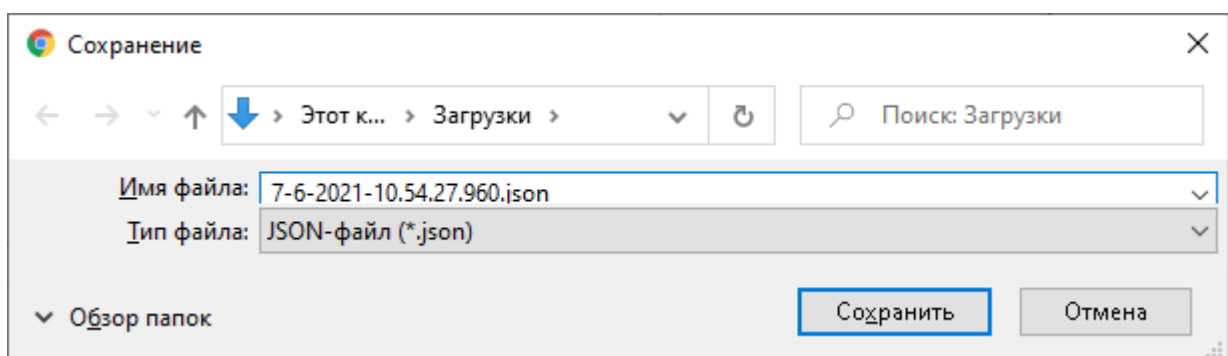 Сохранение
Этот к... Загрузки Поиск: Загрузки
Имя файла: 7-6-2021-10.54.27.960.json
Тип файла: JSON-файл (*.json)
Обзор папок Сохранить Отмена